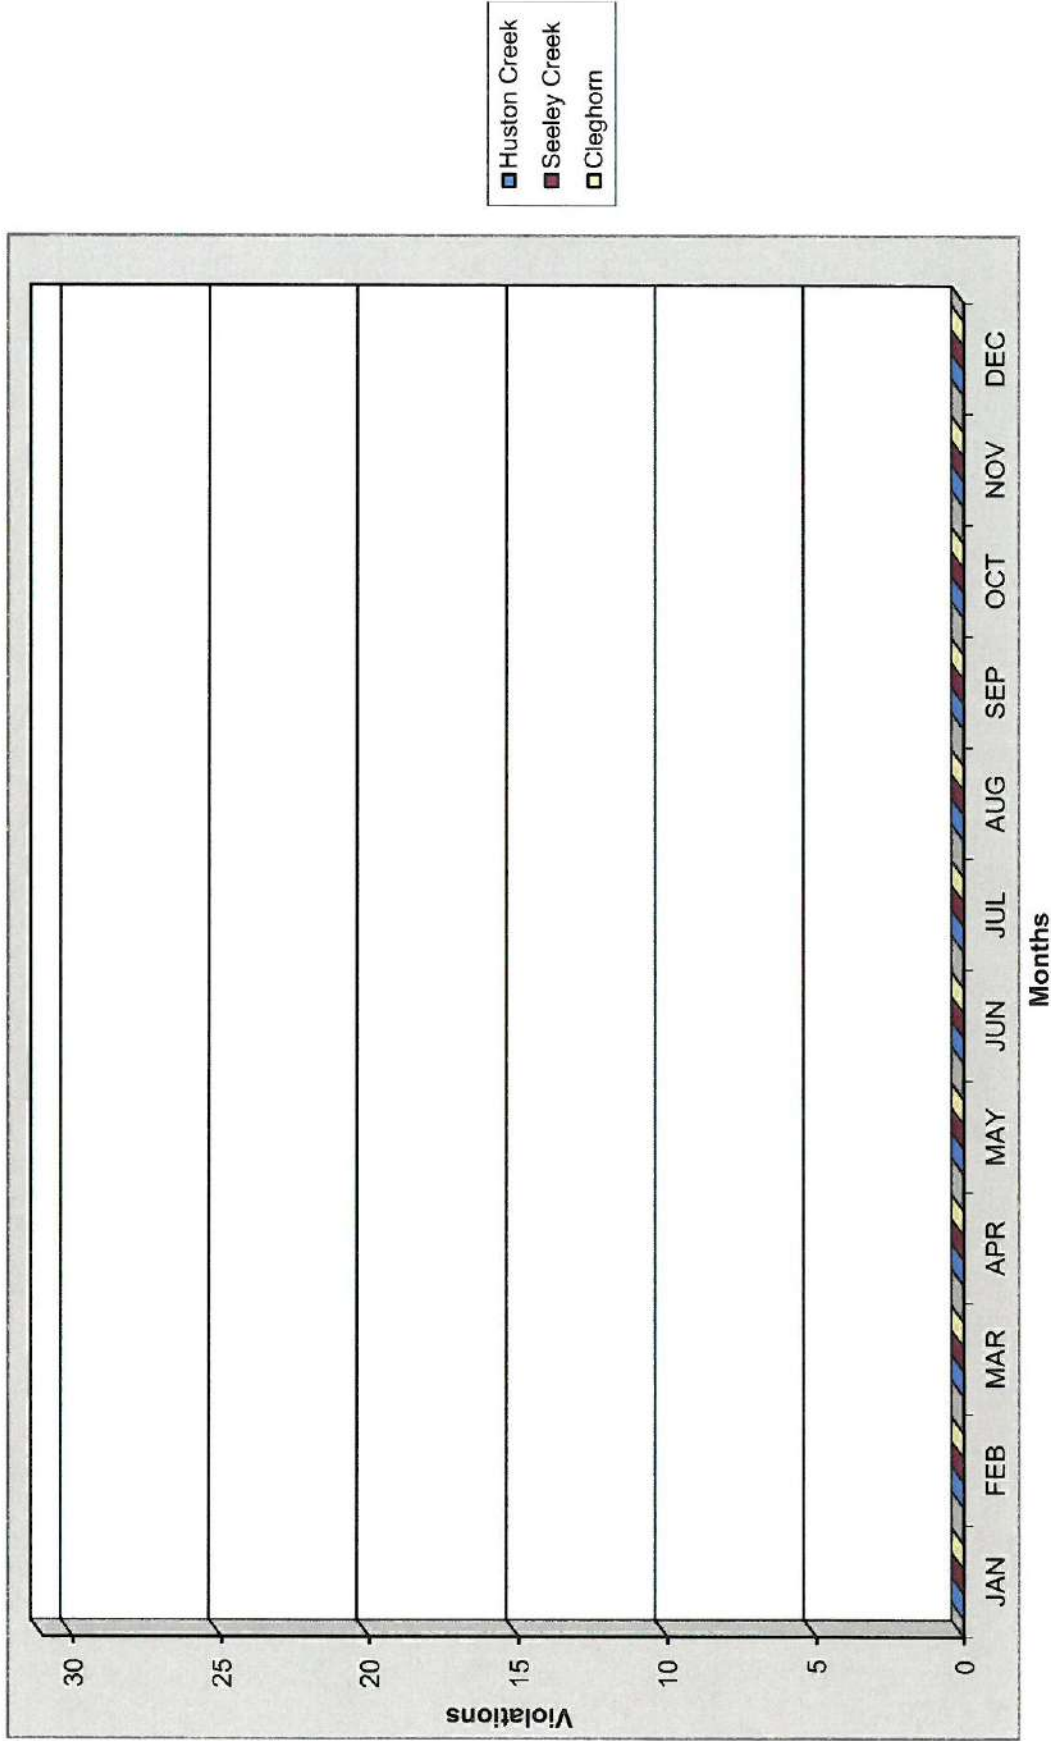 Huston Creek
Seeley Creek
Cleghorn
Violations
30
25
20
15
10
5
0
JAN FEB MAR APR MAY JUN JUL AUG SEP OCT NOV DEC
Months